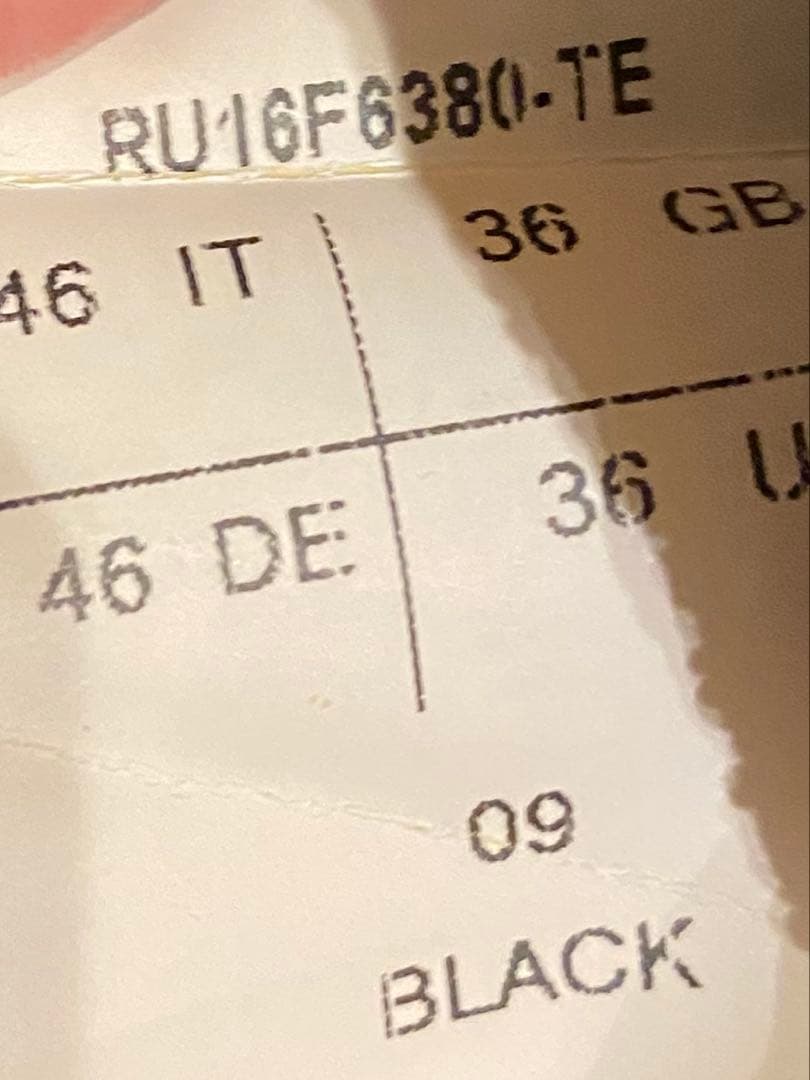 RU16F6380-TE
46 IT 36 GB
46 DE 36 U
09
BLACK